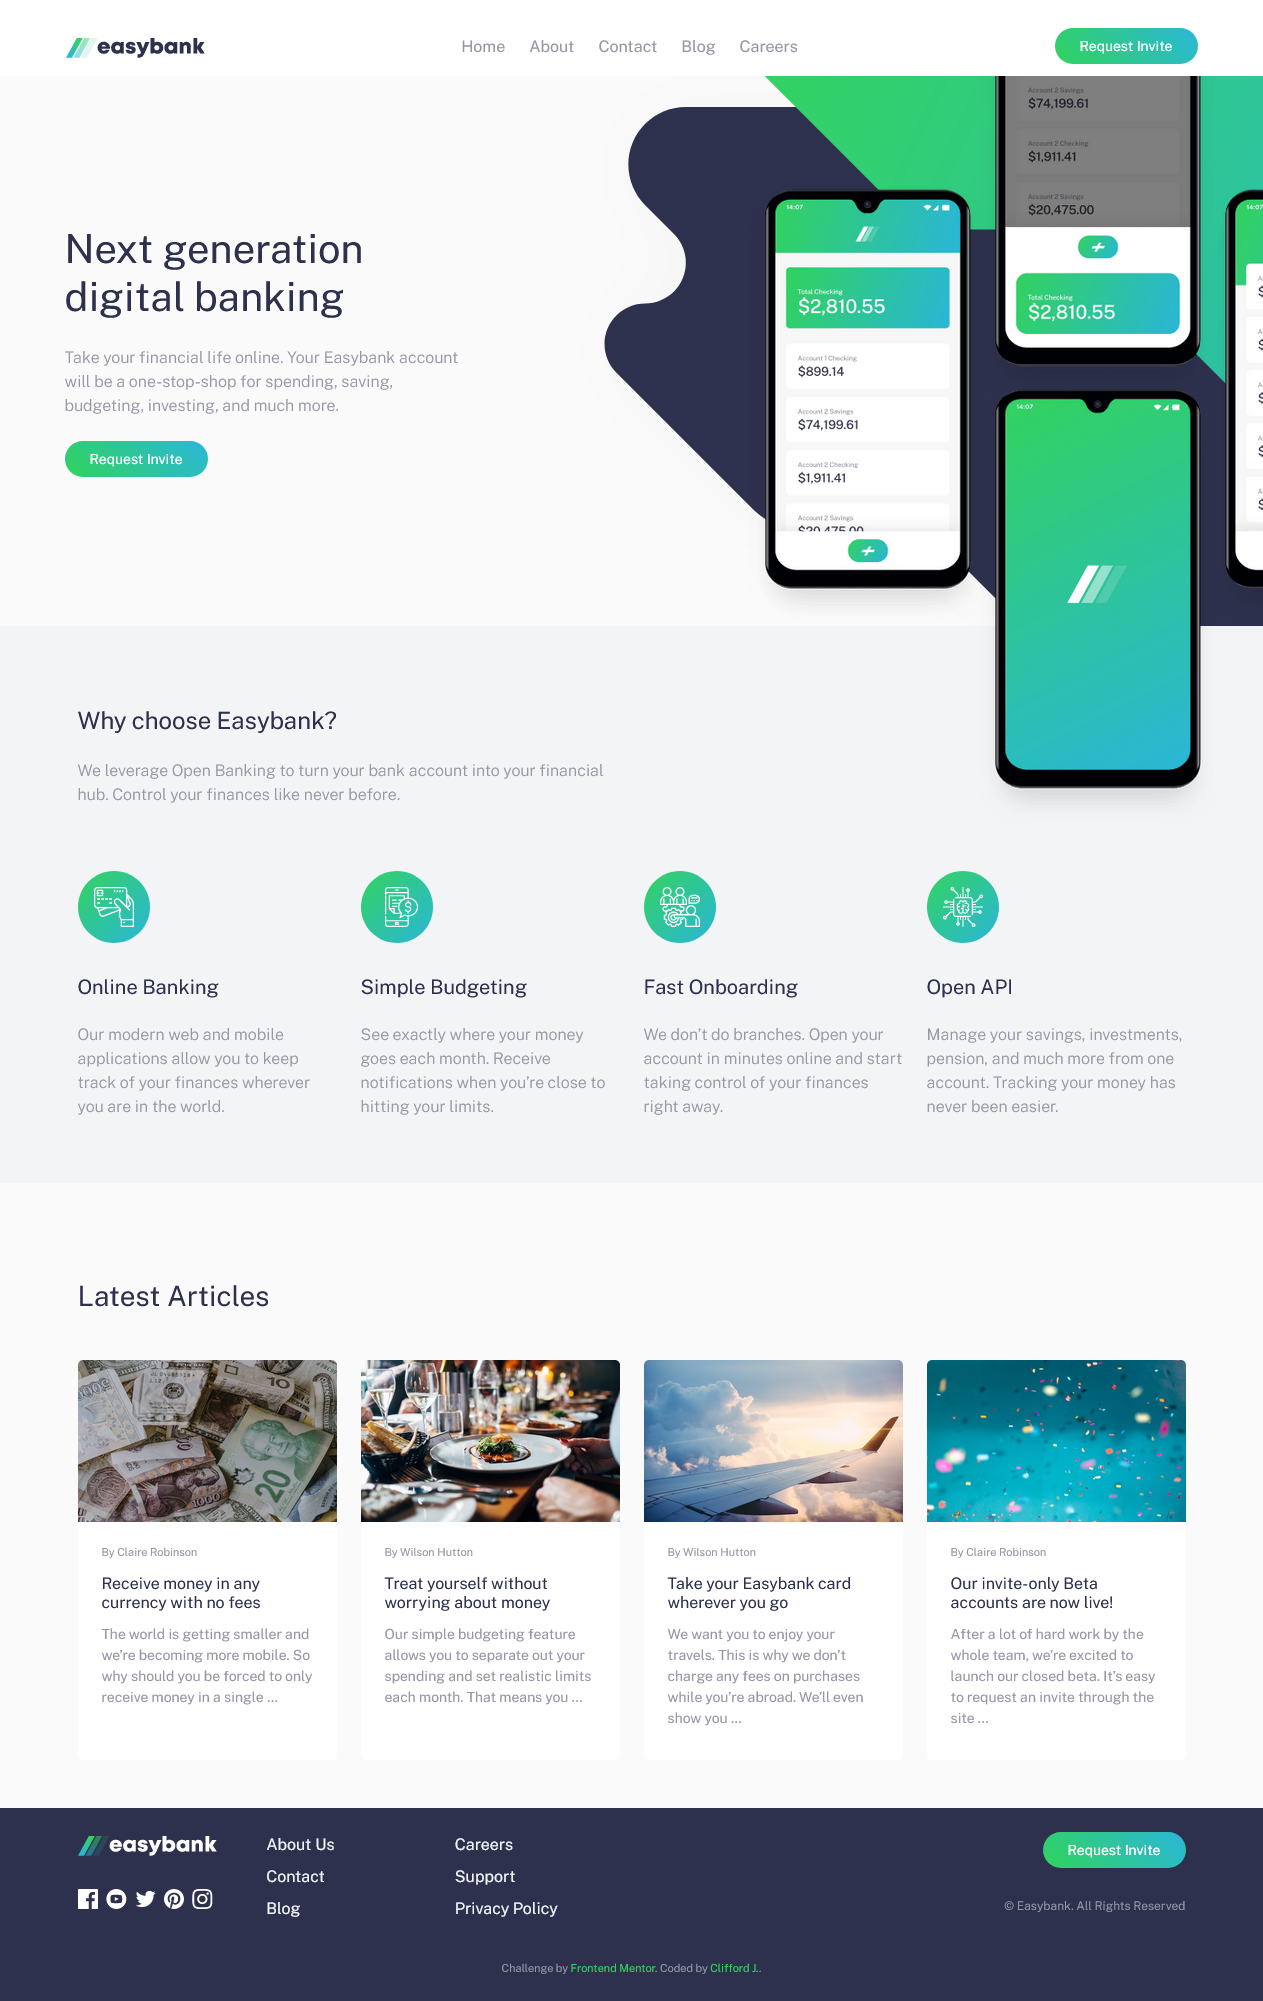 easybank
Home About Contact Blog Careers
Request Invite
Next generation
digital banking
Take your financial life online. Your Easybank account
will be a one-stop-shop for spending, saving,
budgeting, investing, and much more.
Request Invite
14:07
Total Checking
$2,810.55
Account 1 Checking
$899.14
Account 2 Savings
$74,199.61
Account 2 Checking
$1,911.41
Account 2 Savings
$20,475.00
Account 2 Savings
$74,199.61
Account 2 Checking
$1,911.41
Account 2 Savings
$20,475.00
Total Checking
$2,810.55
14:07
Why choose Easybank?
We leverage Open Banking to turn your bank account into your financial
hub. Control your finances like never before.
Online Banking
Our modern web and mobile
applications allow you to keep
track of your finances wherever
you are in the world.
Simple Budgeting
See exactly where your money
goes each month. Receive
notifications when you’re close to
hitting your limits.
Fast Onboarding
We don’t do branches. Open your
account in minutes online and start
taking control of your finances
right away.
Open API
Manage your savings, investments,
pension, and much more from one
account. Tracking your money has
never been easier.
Latest Articles
By Claire Robinson
Receive money in any
currency with no fees
The world is getting smaller and
we’re becoming more mobile. So
why should you be forced to only
receive money in a single …
By Wilson Hutton
Treat yourself without
worrying about money
Our simple budgeting feature
allows you to separate out your
spending and set realistic limits
each month. That means you …
By Wilson Hutton
Take your Easybank card
wherever you go
We want you to enjoy your
travels. This is why we don’t
charge any fees on purchases
while you’re abroad. We’ll even
show you …
By Claire Robinson
Our invite-only Beta
accounts are now live!
After a lot of hard work by the
whole team, we’re excited to
launch our closed beta. It’s easy
to request an invite through the
site …
easybank
About Us
Contact
Blog
Careers
Support
Privacy Policy
Request Invite
© Easybank. All Rights Reserved
Challenge by Frontend Mentor. Coded by Clifford J..